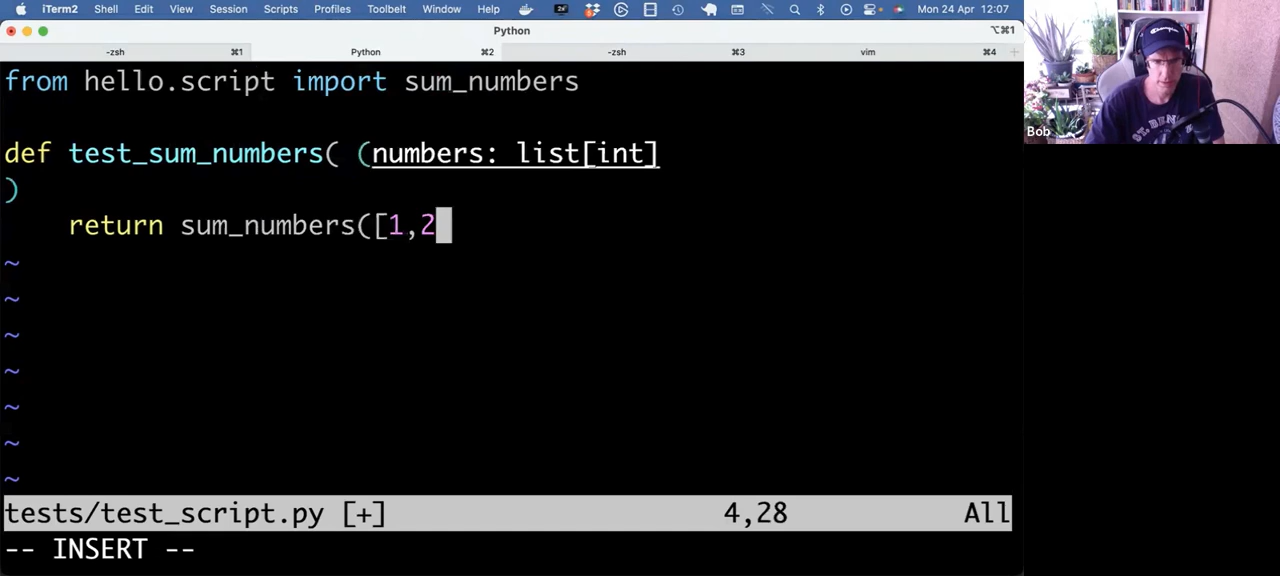 iTerm2 Shell Edit View Session Scripts Profiles Toolbelt Window Help Mon 24 Apr 12:07
Python ⌥⌘1
-zsh ⌘1 Python ⌘2 -zsh ⌘3 vim ⌘4
from hello.script import sum_numbers
def test_sum_numbers( (numbers: list[int]
)
return sum_numbers([1,2
~
~
~
~
~
~
~
tests/test_script.py [+] 4,28 All
-- INSERT --
Bob